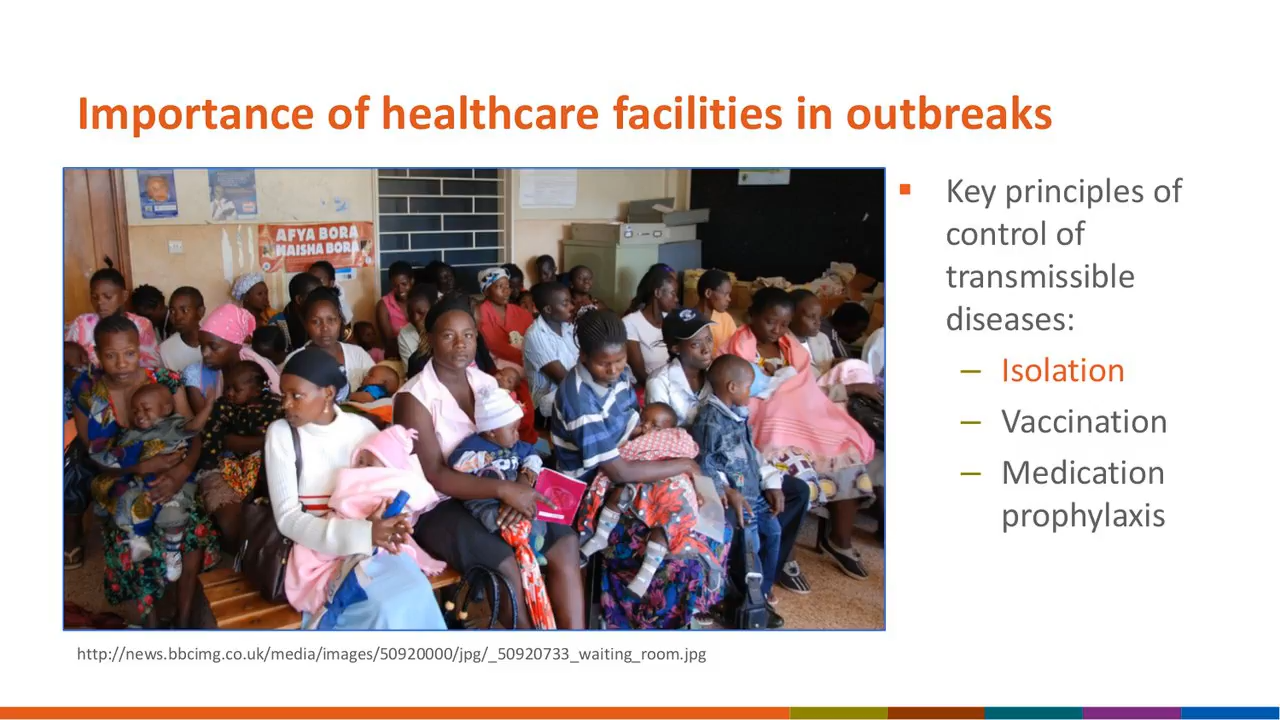 Importance of healthcare facilities in outbreaks
AFYA BORA
MAISHA BORA
▪ Key principles of
control of
transmissible
diseases:
– Isolation
– Vaccination
– Medication
prophylaxis
http://news.bbcimg.co.uk/media/images/50920000/jpg/_50920733_waiting_room.jpg